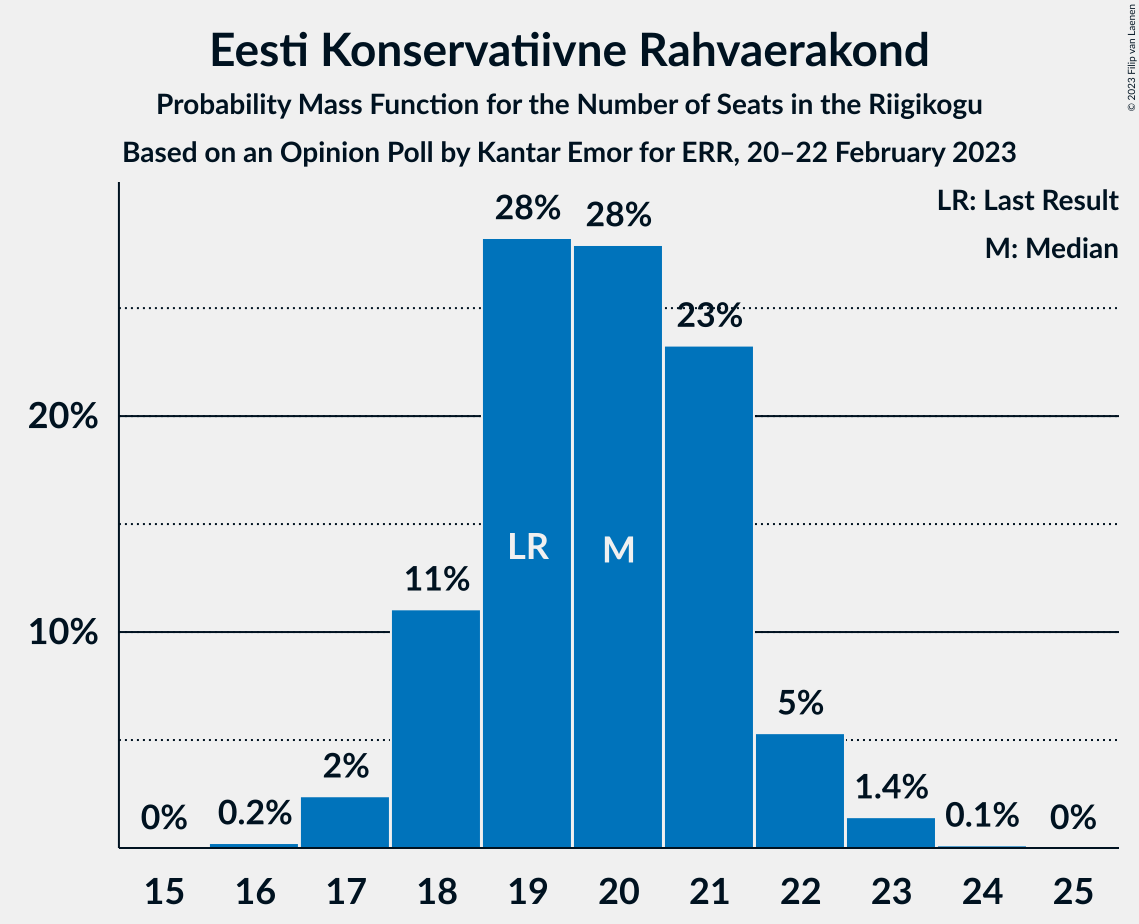 Eesti Konservatiivne Rahvaerakond
Probability Mass Function for the Number of Seats in the Riigikogu
Based on an Opinion Poll by Kantar Emor for ERR, 20–22 February 2023
© 2023 Filip van Laenen
LR: Last Result
M: Median
28%
28%
23%
20%
LR
M
11%
10%
5%
2%
1.4%
0%
0.2%
0.1%
0%
15 16 17 18 19 20 21 22 23 24 25